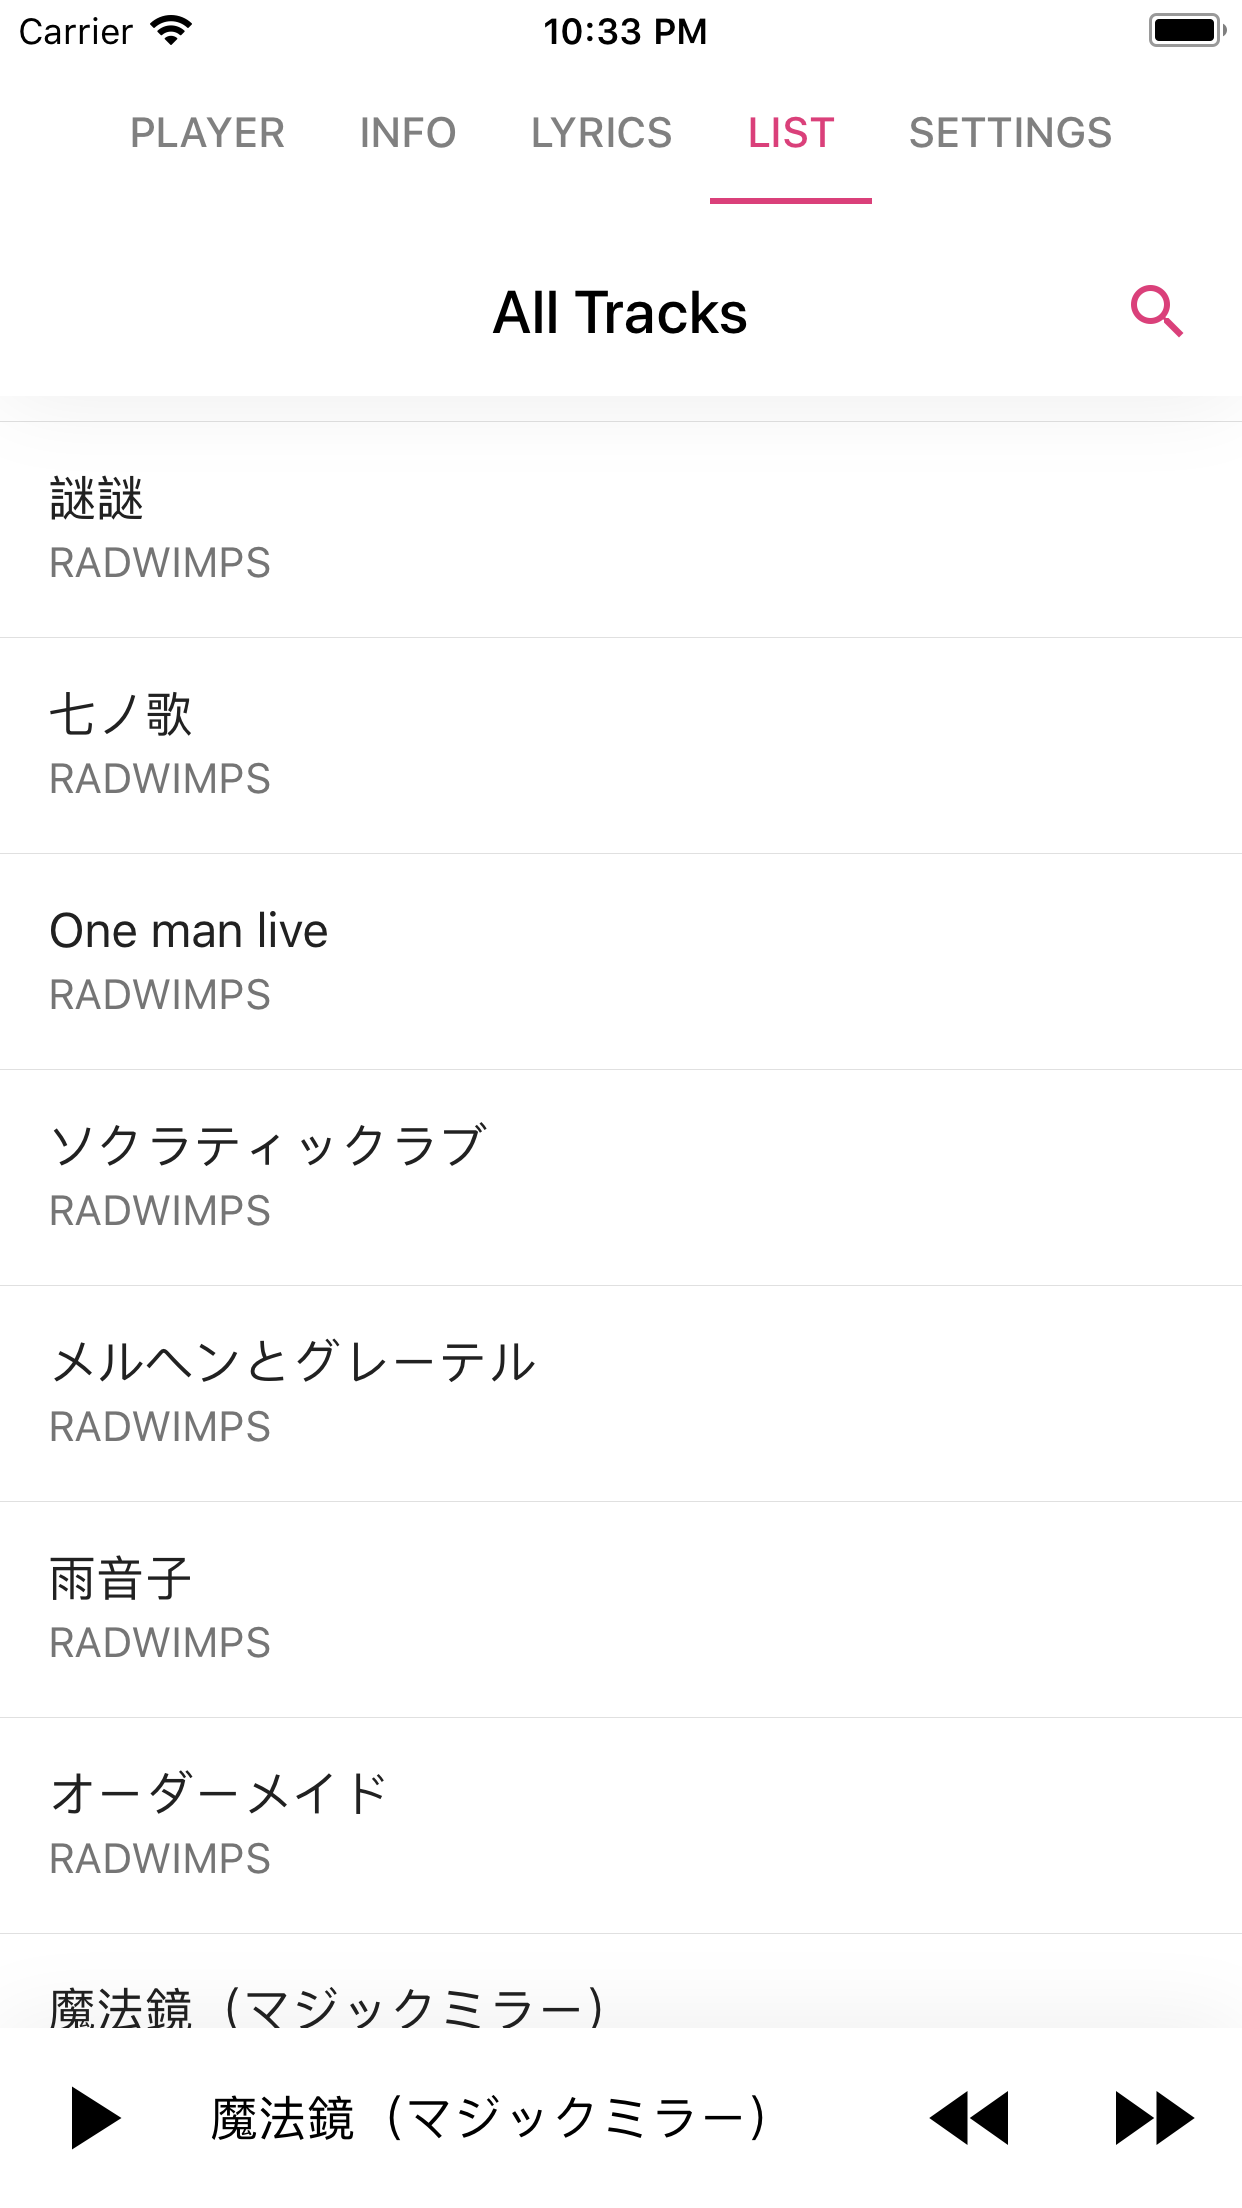 Carrier 10:33 PM
PLAYER INFO LYRICS LIST SETTINGS
All Tracks
謎謎
RADWIMPS
七ノ歌
RADWIMPS
One man live
RADWIMPS
ソクラティックラブ
RADWIMPS
メルヘンとグレーテル
RADWIMPS
雨音子
RADWIMPS
オーダーメイド
RADWIMPS
魔法鏡（マジックミラー）
魔法鏡（マジックミラー）